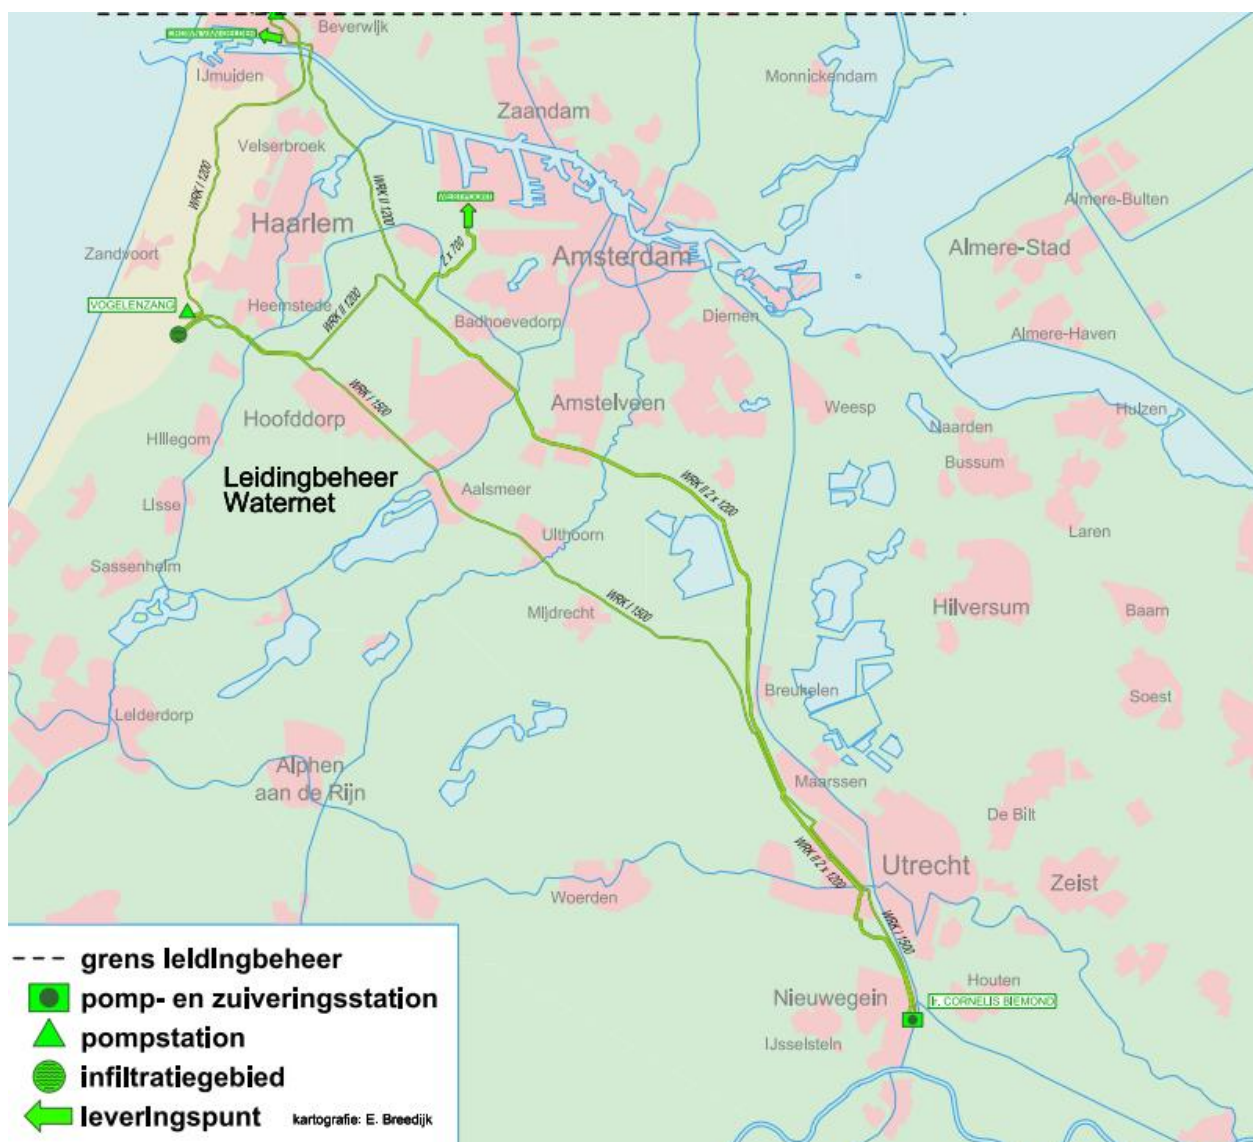 Beverwijk
IJmuiden
Monnickendam
Zaandam
Velserbroek
WRK I 1200
WRK II 1200
WESTPOORT
Almere-Buiten
Haarlem
Zandvoort
2 x 700
Amsterdam
Almere-Stad
VOGELENZANG
Heemstede
WRK II 1200
Badhoevedorp
Diemen
Almere-Haven
WRK I 1500
Hoofddorp
Amstelveen
Weesp
Huizen
Naarden
Hillegom
Bussum
Leidingbeheer
Waternet
Lisse
Aalsmeer
WRK II 2 x 1200
Laren
Uithoorn
Sassenheim
Mijdrecht
WRK I 1500
Hilversum
Baarn
Breukelen
Soest
Leiderdorp
Alphen
aan de Rijn
Maarssen
De Bilt
WRK II 2 x 1200
Utrecht
Zeist
Woerden
WRK I 1500
Houten
Nieuwegein
Ir. CORNELIS BIEMOND
IJsselstein
grens leidingbeheer
pomp- en zuiveringsstation
pompstation
infiltratiegebied
leveringspunt
kartografie: E. Breedijk